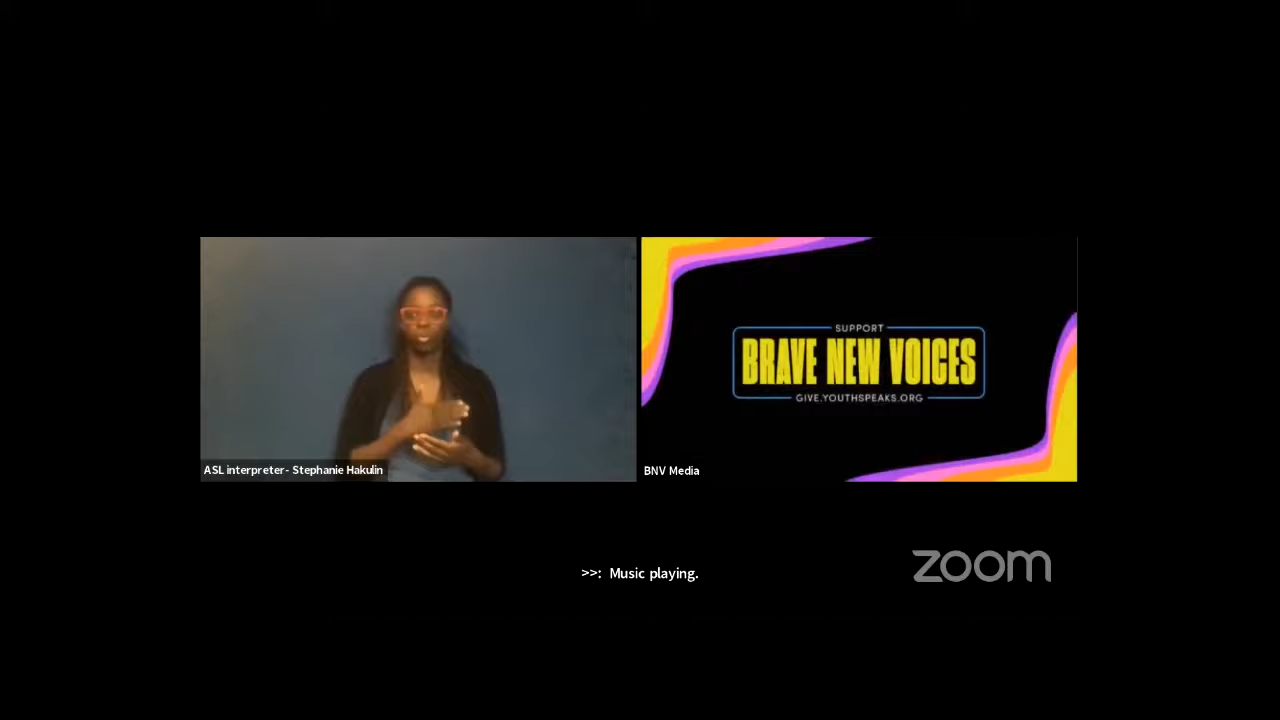 SUPPORT
BRAVE NEW VOICES
GIVE.YOUTHSPEAKS.ORG
ASL interpreter- Stephanie Hakulin
BNV Media
>>: Music playing.
zoom